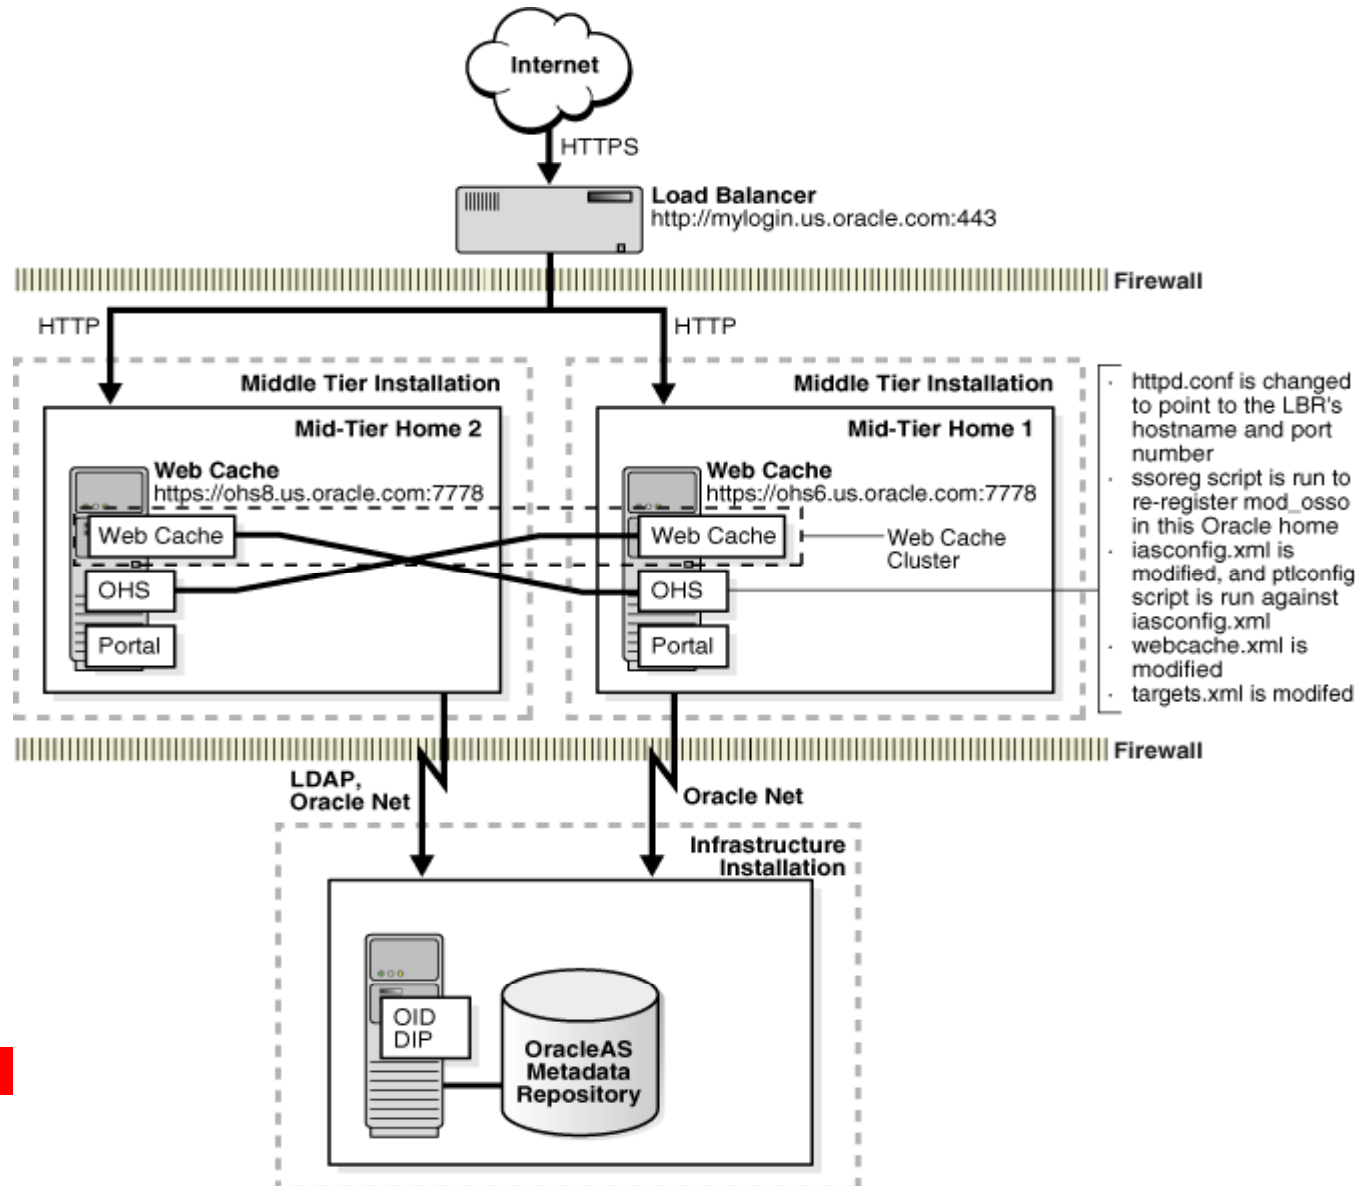 Internet
HTTPS
Load Balancer
http://mylogin.us.oracle.com:443
Firewall
HTTP
HTTP
Middle Tier Installation
Mid-Tier Home 2
Web Cache
https://ohs8.us.oracle.com:7778
Web Cache
OHS
Portal
Middle Tier Installation
Mid-Tier Home 1
Web Cache
https://ohs6.us.oracle.com:7778
Web Cache
OHS
Portal
Web Cache
Cluster
· httpd.conf is changed
to point to the LBR's
hostname and port
number
· ssoreg script is run to
re-register mod_osso
in this Oracle home
· iasconfig.xml is
modified, and ptlconfig
script is run against
iasconfig.xml
· webcache.xml is
modified
· targets.xml is modifed
Firewall
LDAP,
Oracle Net
Oracle Net
Infrastructure
Installation
OID
DIP
OracleAS
Metadata
Repository